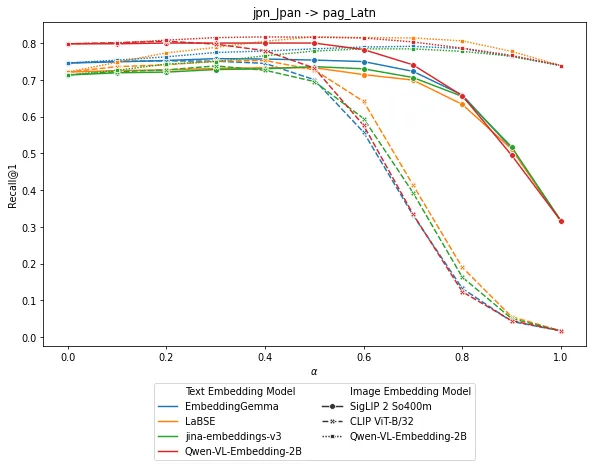 jpn_Jpan -> pag_Latn
Recall@1
0.8
0.7
0.6
0.5
0.4
0.3
0.2
0.1
0.0
0.0 0.2 0.4 0.6 0.8 1.0
α
Text Embedding Model
EmbeddingGemma
LaBSE
jina-embeddings-v3
Qwen-VL-Embedding-2B
Image Embedding Model
SigLIP 2 So400m
CLIP ViT-B/32
Qwen-VL-Embedding-2B